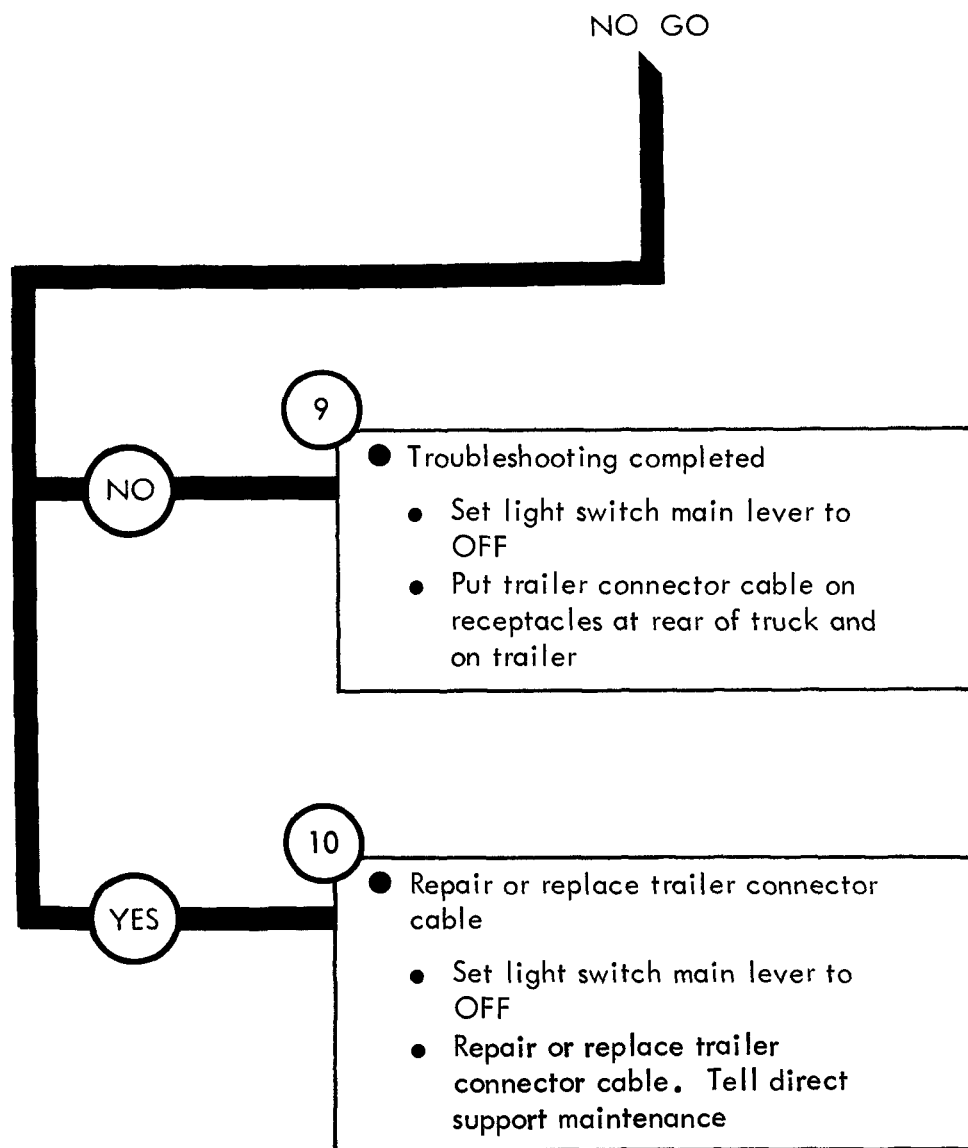 NO GO
9
NO
● Troubleshooting completed
● Set light switch main lever to
OFF
● Put trailer connector cable on
receptacles at rear of truck and
on trailer
10
YES
● Repair or replace trailer connector
cable
● Set light switch main lever to
OFF
● Repair or replace trailer
connector cable. Tell direct
support maintenance